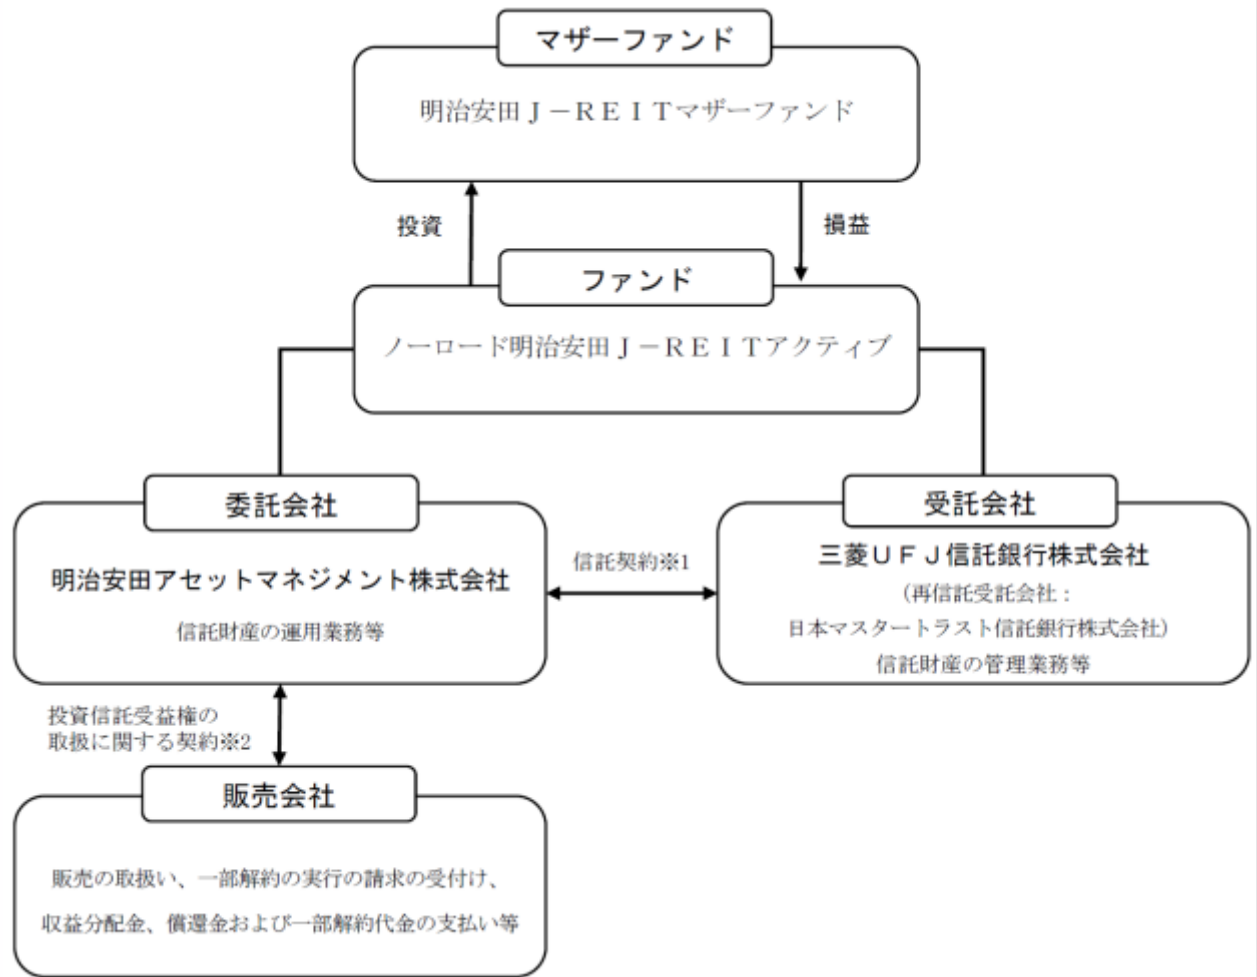 マザーファンド
明治安田Ｊ－ＲＥＩＴマザーファンド
投資
損益
ファンド
ノーロード明治安田Ｊ－ＲＥＩＴアクティブ
委託会社
明治安田アセットマネジメント株式会社
信託財産の運用業務等
信託契約※1
受託会社
三菱ＵＦＪ信託銀行株式会社
（再信託受託会社：
日本マスタートラスト信託銀行株式会社）
信託財産の管理業務等
投資信託受益権の
取扱に関する契約※2
販売会社
販売の取扱い、一部解約の実行の請求の受付け、
収益分配金、償還金および一部解約代金の支払い等